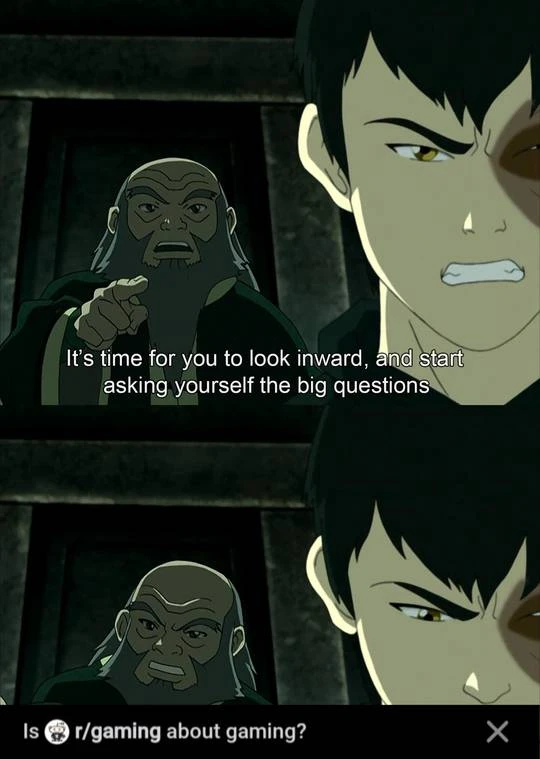 It's time for you to look inward, and start
asking yourself the big questions
Is r/gaming about gaming?